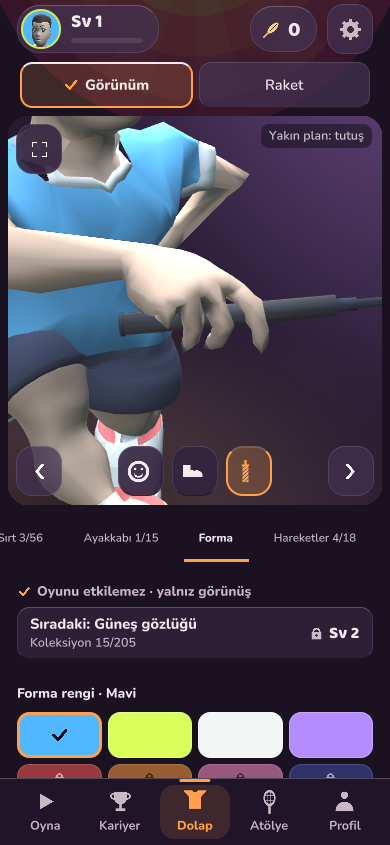 Sv 1
0
Görünüm
Raket
Yakın plan: tutuş
Sırt 3/56
Ayakkabı 1/15
Forma
Hareketler 4/18
Oyunu etkilemez · yalnız görünüş
Sıradaki: Güneş gözlüğü
Koleksiyon 15/205
Sv 2
Forma rengi · Mavi
Oyna
Kariyer
Dolap
Atölye
Profil